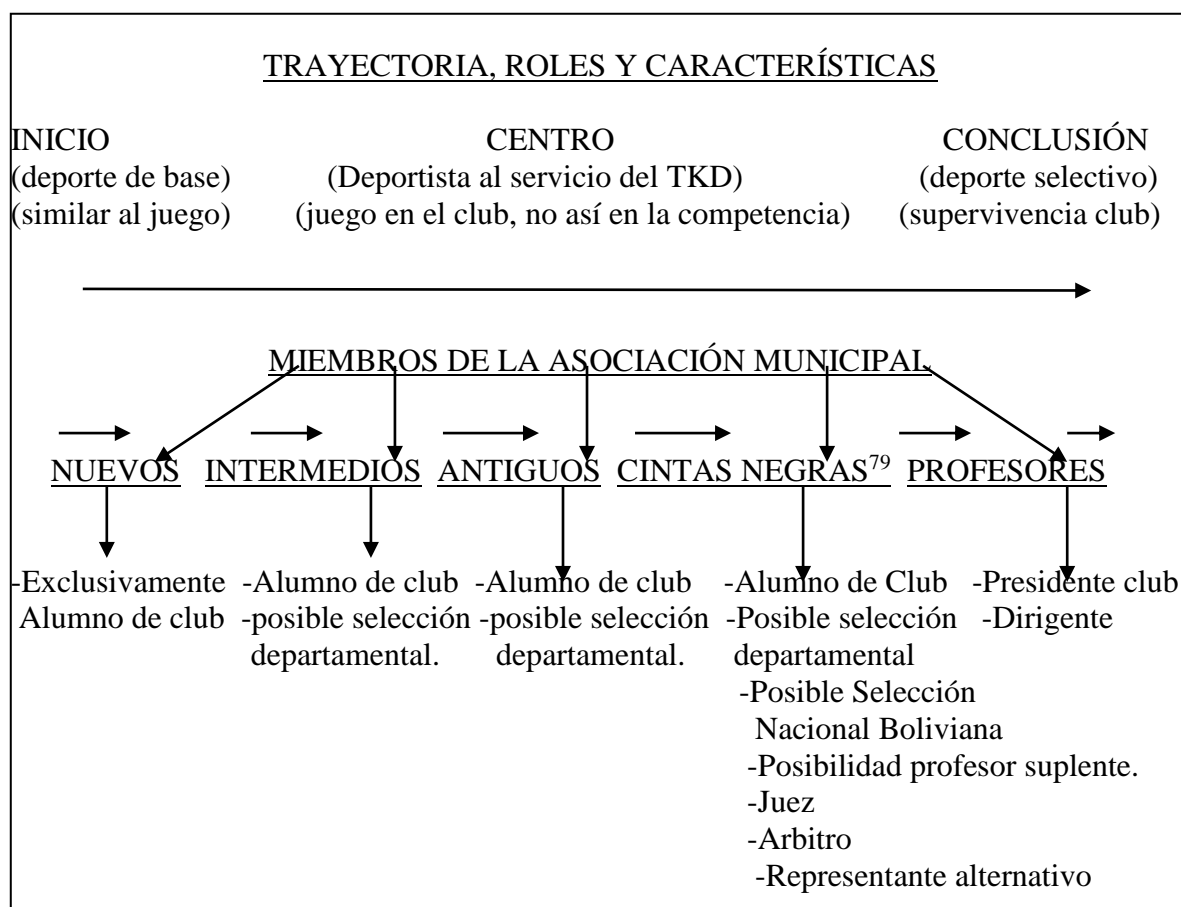 TRAYECTORIA, ROLES Y CARACTERÍSTICAS
INICIO CENTRO CONCLUSIÓN
(deporte de base) (Deportista al servicio del TKD) (deporte selectivo)
(similar al juego) (juego en el club, no así en la competencia) (supervivencia club)
MIEMBROS DE LA ASOCIACIÓN MUNICIPAL
NUEVOS INTERMEDIOS ANTIGUOS CINTAS NEGRAS79 PROFESORES
-Exclusivamente -Alumno de club -Alumno de club -Alumno de Club -Presidente club
Alumno de club -posible selección -posible selección -Posible selección -Dirigente
departamental. departamental. departamental
-Posible Selección
Nacional Boliviana
-Posibilidad profesor suplente.
-Juez
-Arbitro
-Representante alternativo